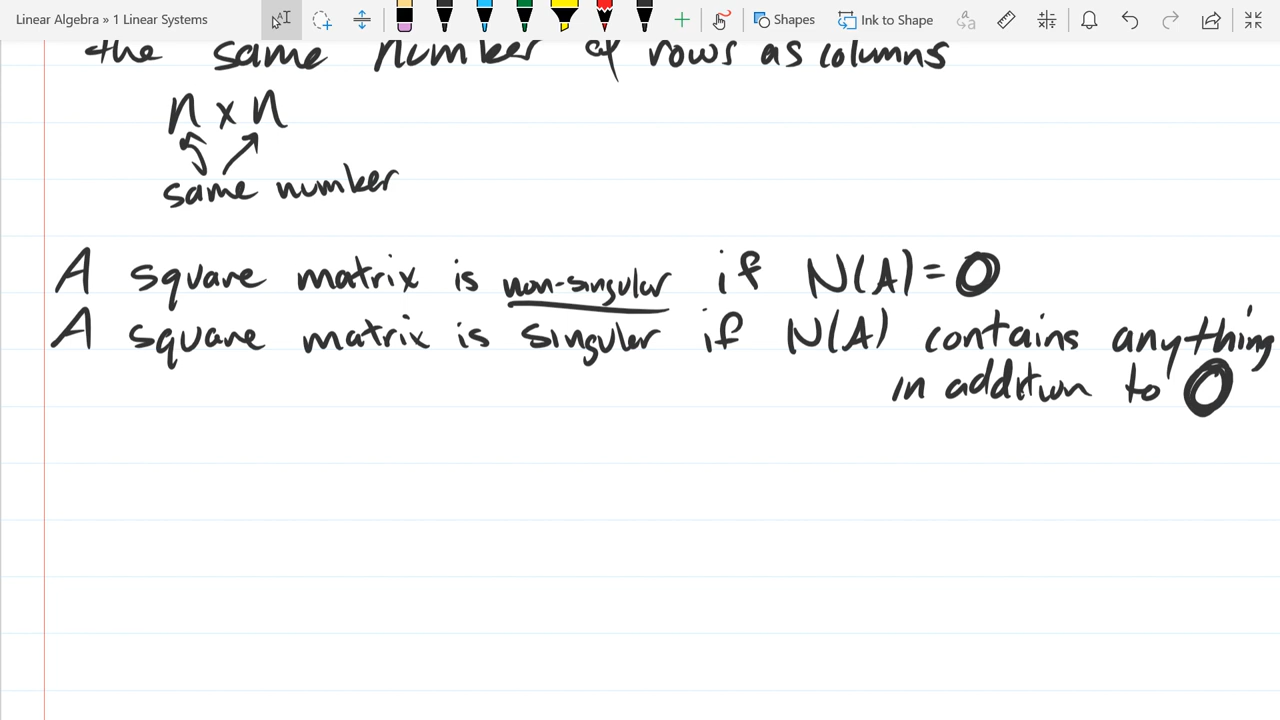 Linear Algebra » 1 Linear Systems
Shapes
Ink to Shape
the same number of rows as columns
n x n
same number
A square matrix is non-singular if N(A) = 0
A square matrix is singular if N(A) contains anything
in addition to 0